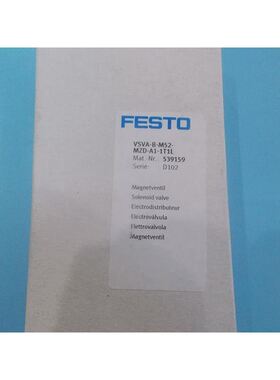 FESTO
VSVA-B-M52-
MZD-A1-1T1L
Mat. Nr. 539159
Serie: D102
Magnetventil
Solenoid valve
Electrodistributeur
Electroválvula
Elettrovalvola
Magnetventil